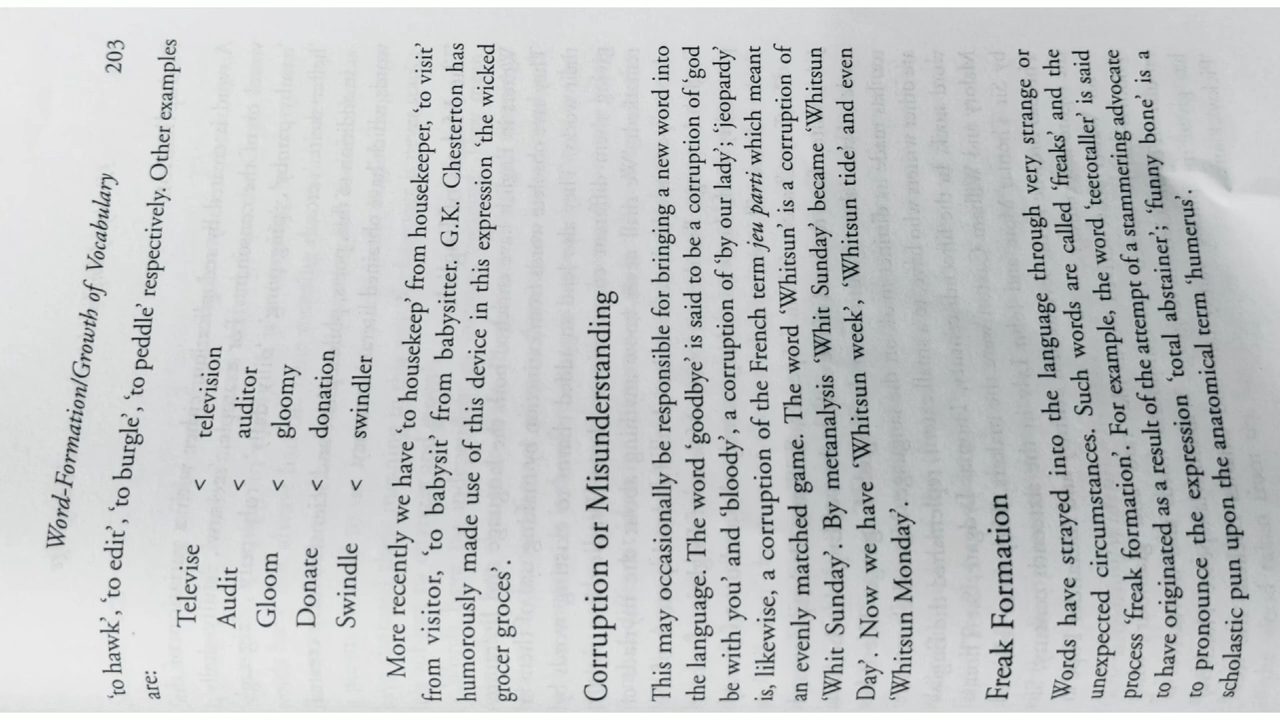 Word-Formation/Growth of Vocabulary 203
'to hawk', 'to edit', 'to burgle', 'to peddle' respectively. Other examples
are:
Televise < television
Audit < auditor
Gloom < gloomy
Donate < donation
Swindle < swindler
More recently we have 'to housekeep' from housekeeper, 'to visit'
from visitor, 'to babysit' from babysitter. G.K. Chesterton has
humorously made use of this device in this expression 'the wicked
grocer groces'.
Corruption or Misunderstanding
This may occasionally be responsible for bringing a new word into
the language. The word 'goodbye' is said to be a corruption of 'god
be with you' and 'bloody', a corruption of 'by our lady'; 'jeopardy'
is, likewise, a corruption of the French term jeu parti which meant
an evenly matched game. The word 'Whitsun' is a corruption of
'Whit Sunday'. By metanalysis 'Whit Sunday' became 'Whitsun
Day' Now we have 'Whitsun week', 'Whitsun tide' and even
'Whitsun Monday'.
Freak Formation
Words have strayed into the language through very strange or
unexpected circumstances. Such words are called 'freaks' and the
process 'freak formation'. For example, the word 'teetotaller' is said
to have originated as a result of the attempt of a stammering advocate
to pronounce the expression 'total abstainer'; 'funny bone' is a
scholastic pun upon the anatomical term 'humerus'.